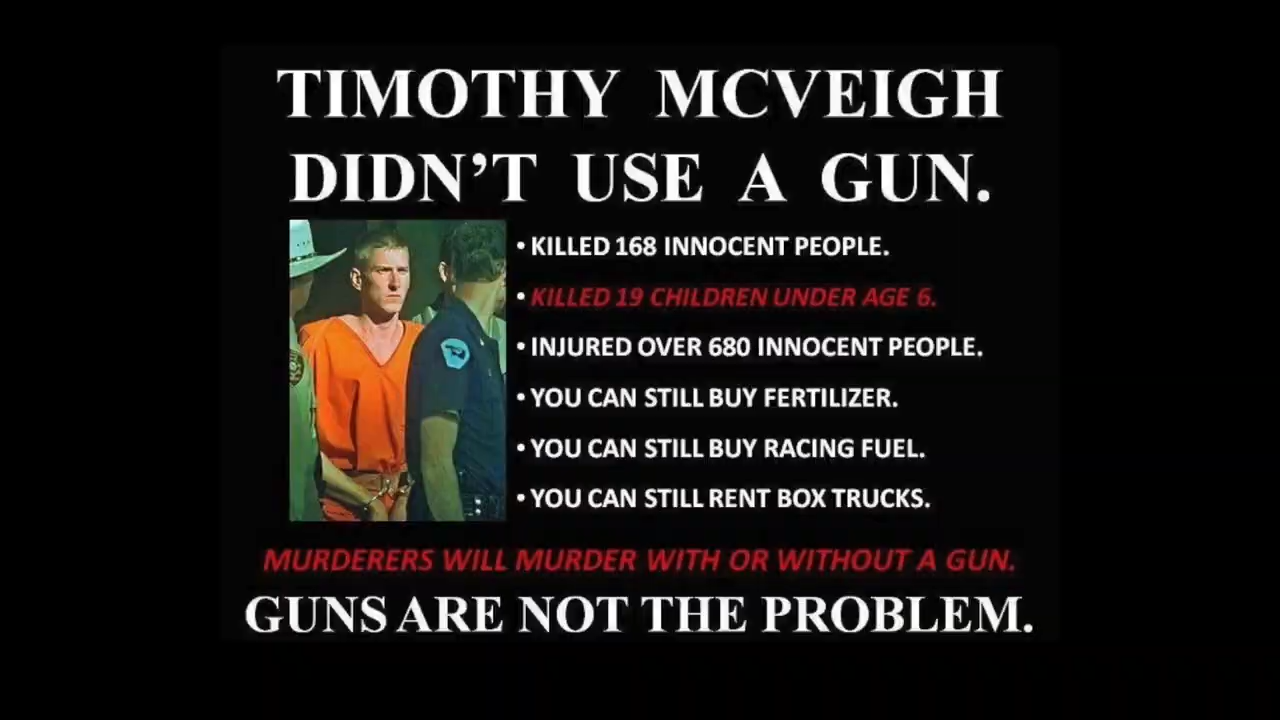 TIMOTHY MCVEIGH
DIDN'T USE A GUN.
• KILLED 168 INNOCENT PEOPLE.
• KILLED 19 CHILDREN UNDER AGE 6.
• INJURED OVER 680 INNOCENT PEOPLE.
• YOU CAN STILL BUY FERTILIZER.
• YOU CAN STILL BUY RACING FUEL.
• YOU CAN STILL RENT BOX TRUCKS.
MURDERERS WILL MURDER WITH OR WITHOUT A GUN.
GUNS ARE NOT THE PROBLEM.